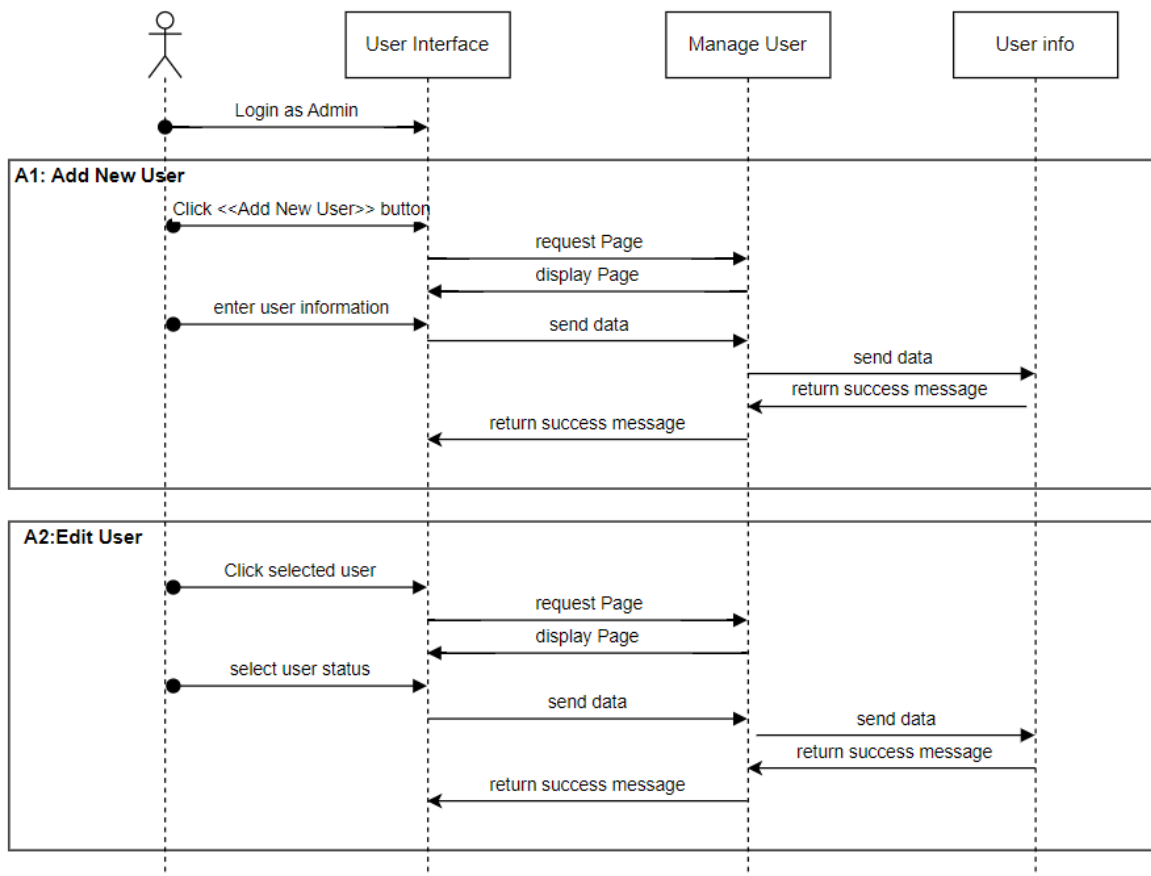 User Interface
Manage User
User info
Login as Admin
A1: Add New User
Click <<Add New User>> button
request Page
display Page
enter user information
send data
send data
return success message
return success message
A2:Edit User
Click selected user
request Page
display Page
select user status
send data
send data
return success message
return success message